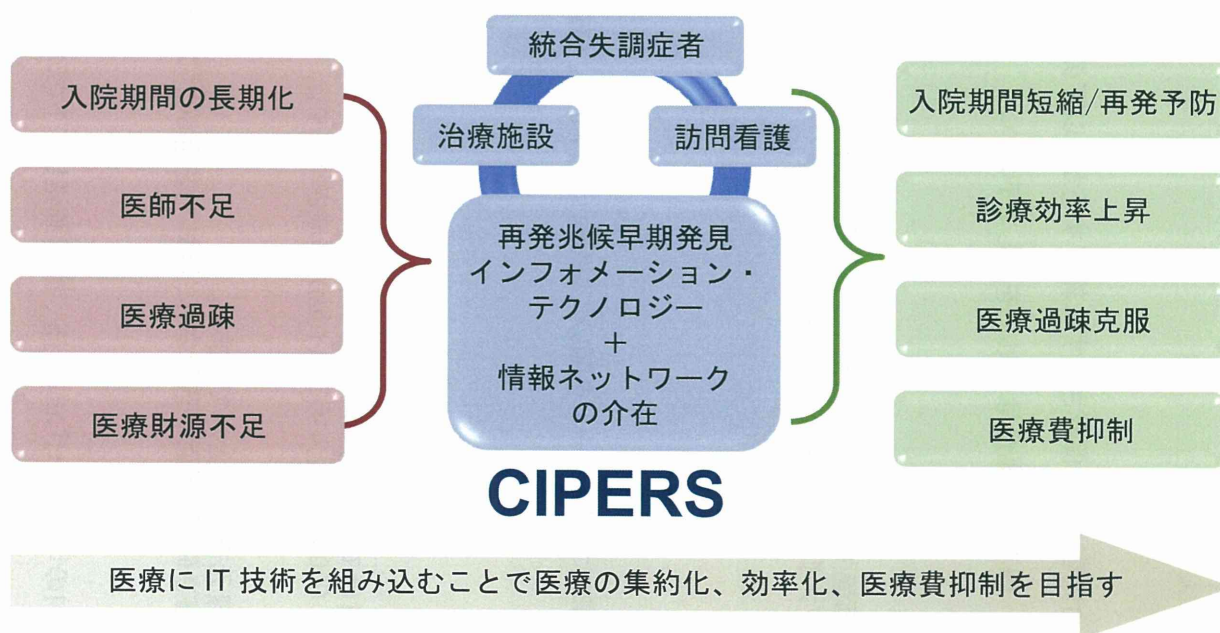 入院期間の長期化
医師不足
医療過疎
医療財源不足
統合失調症者
治療施設
訪問看護
再発兆候早期発見
インフォメーション・
テクノロジー
+
情報ネットワーク
の介在
CIPERS
入院期間短縮/再発予防
診療効率上昇
医療過疎克服
医療費抑制
医療に IT 技術を組み込むことで医療の集約化、効率化、医療費抑制を目指す